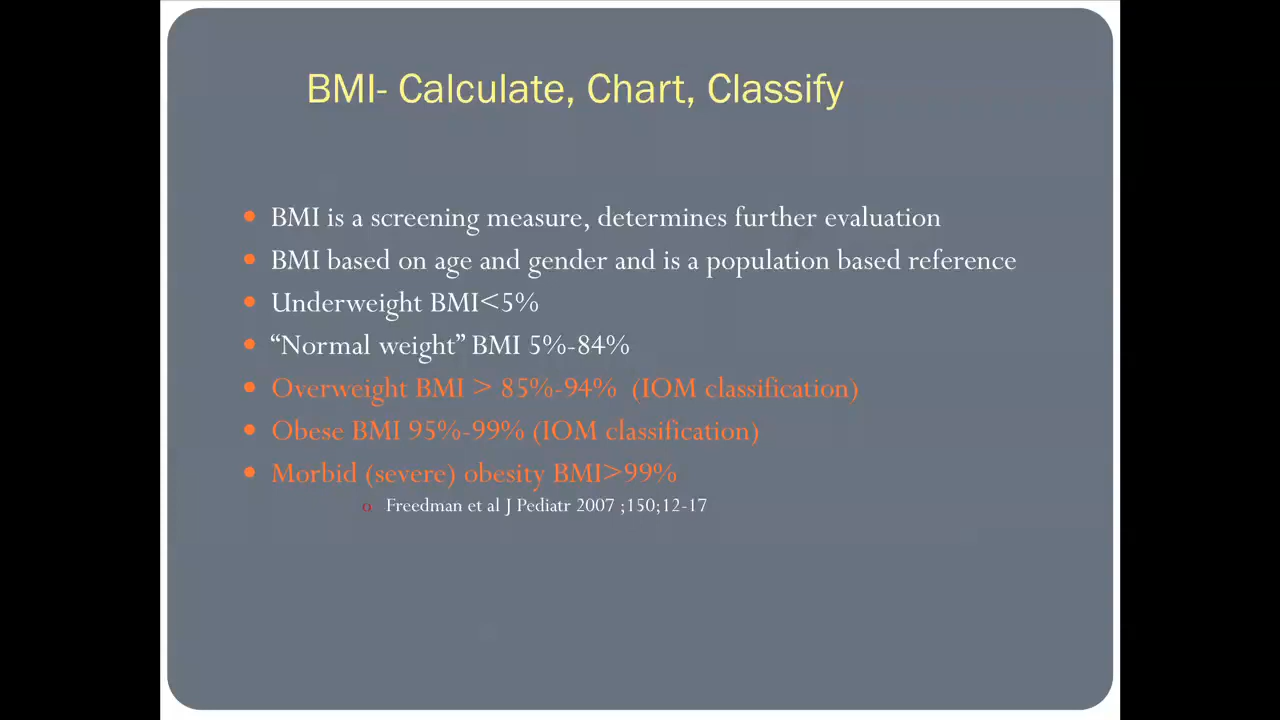 BMI- Calculate, Chart, Classify
• BMI is a screening measure, determines further evaluation
• BMI based on age and gender and is a population based reference
• Underweight BMI<5%
• “Normal weight” BMI 5%-84%
• Overweight BMI > 85%-94% (IOM classification)
• Obese BMI 95%-99% (IOM classification)
• Morbid (severe) obesity BMI>99%
o Freedman et al J Pediatr 2007 ;150;12-17